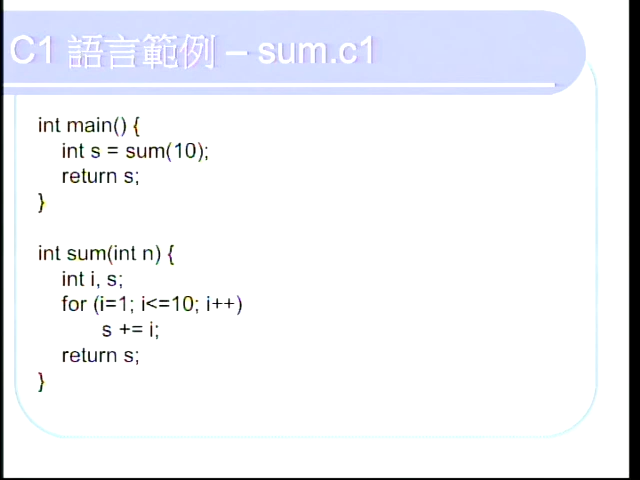 C1 語言範例 – sum.c1
int main() {
int s = sum(10);
return s;
}
int sum(int n) {
int i, s;
for (i=1; i<=10; i++)
s += i;
return s;
}